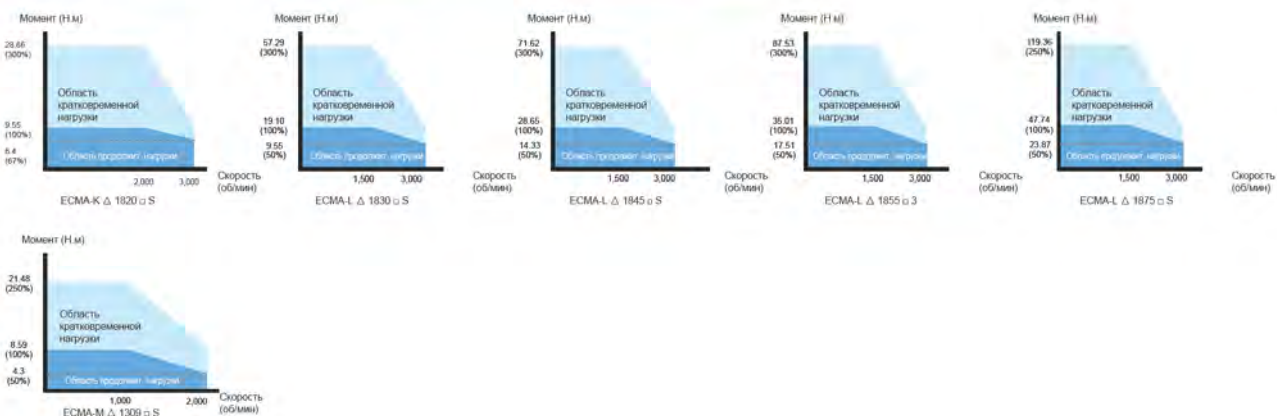 Момент (Н.м)
28.66
(300%)
9.55
(100%)
6.4
(67%)
Область
кратковременной
нагрузки
Область продолжит. нагрузки
2,000
3,000
Скорость
(об/мин)
ECMA-K △ 1820 □ S
Момент (Н.м)
57.29
(300%)
19.10
(100%)
9.55
(50%)
Область
кратковременной
нагрузки
Область продолжит. нагрузки
1,500
3,000
Скорость
(об/мин)
ECMA-L △ 1830 □ S
Момент (Н.м)
71.62
(300%)
28.65
(100%)
14.33
(50%)
Область
кратковременной
нагрузки
Область продолжит. нагрузки
1,500
3,000
Скорость
(об/мин)
ECMA-L △ 1845 □ S
Момент (Н.м)
87.53
(300%)
35.01
(100%)
17.51
(50%)
Область
кратковременной
нагрузки
Область продолжит. нагрузки
1,500
3,000
Скорость
(об/мин)
ECMA-L △ 1855 □ 3
Момент (Н.м)
119.36
(250%)
47.74
(100%)
23.87
(50%)
Область
кратковременной
нагрузки
Область продолжит. нагрузки
1,500
3,000
Скорость
(об/мин)
ECMA-L △ 1875 □ S
Момент (Н.м)
21.48
(250%)
8.59
(100%)
4.3
(50%)
Область
кратковременной
нагрузки
Область продолжит. нагрузки
1,000
2,000
Скорость
(об/мин)
ECMA-M △ 1309 □ S